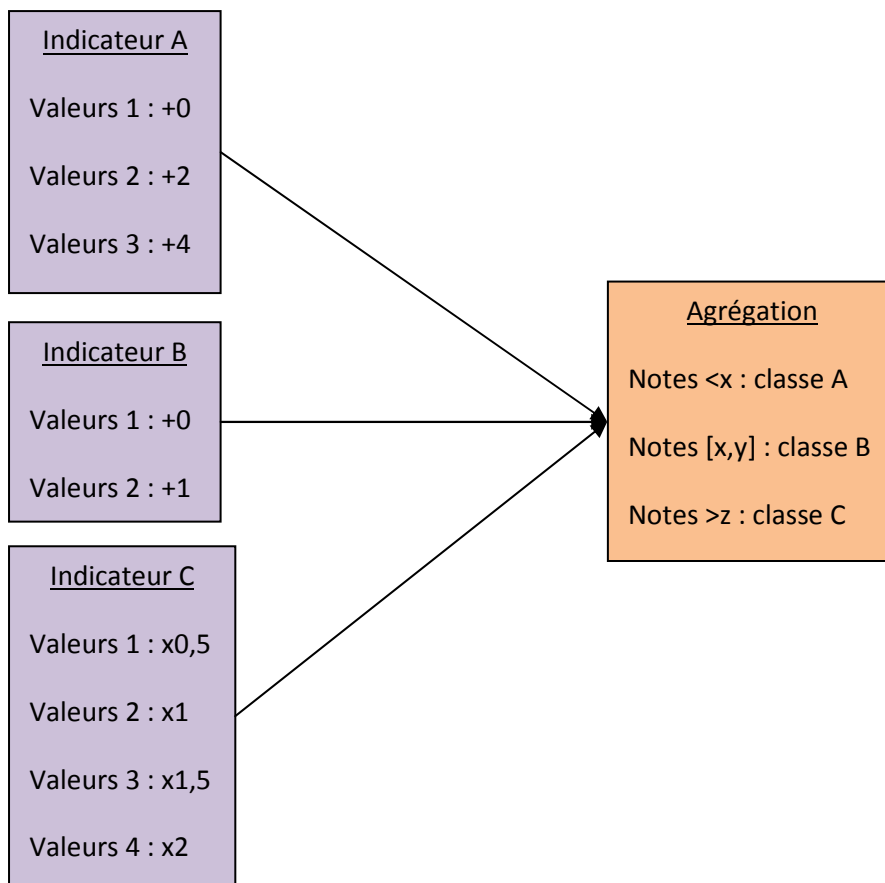 Indicateur A
Valeurs 1 : +0
Valeurs 2 : +2
Valeurs 3 : +4
Indicateur B
Valeurs 1 : +0
Valeurs 2 : +1
Indicateur C
Valeurs 1 : x0,5
Valeurs 2 : x1
Valeurs 3 : x1,5
Valeurs 4 : x2
Agrégation
Notes <x : classe A
Notes [x,y] : classe B
Notes >z : classe C